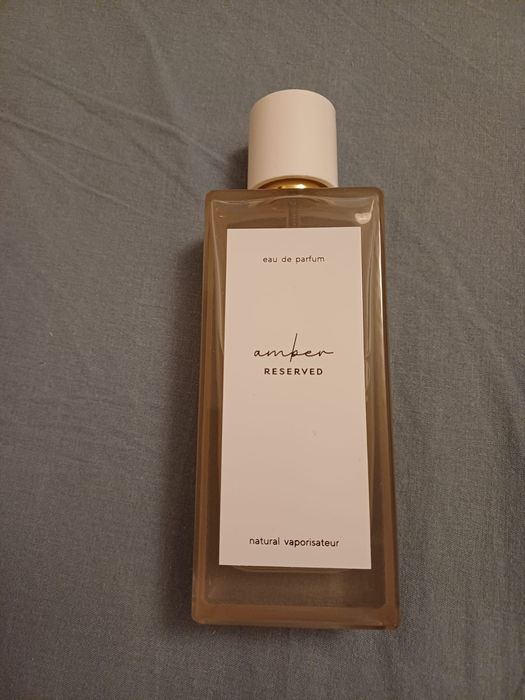 eau de parfum
amber
RESERVED
natural vaporisateur